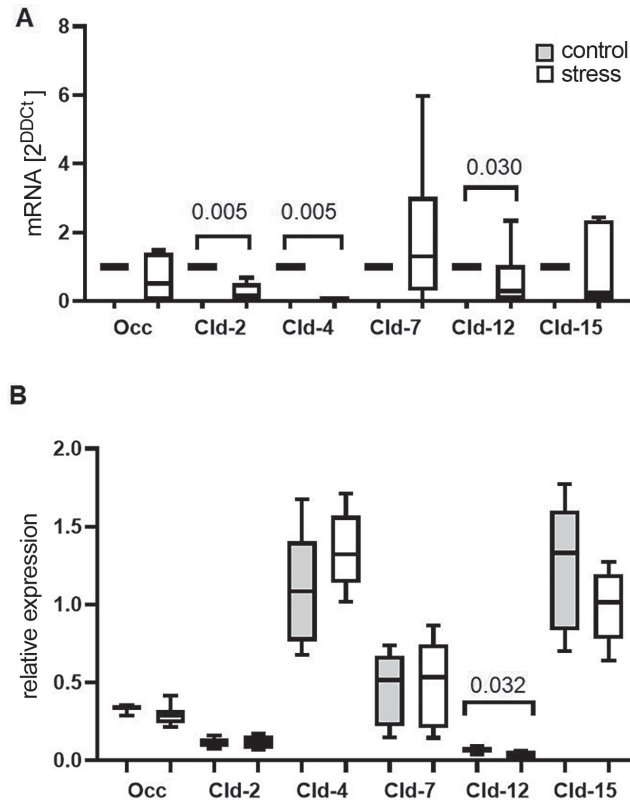 A
mRNA [2^DDCt]
8
6
4
2
0
control
stress
0.005
0.005
0.030
Occ Cld-2 Cld-4 Cld-7 Cld-12 Cld-15
B
relative expression
2.0
1.5
1.0
0.5
0.0
0.032
Occ Cld-2 Cld-4 Cld-7 Cld-12 Cld-15